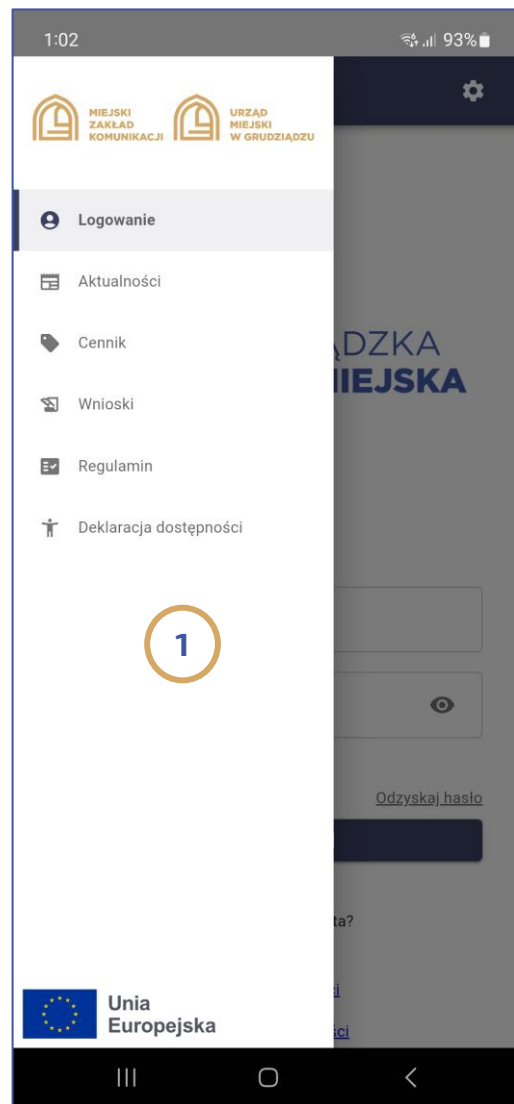 1:02
93%
MIEJSKI
ZAKŁAD
KOMUNIKACJI
URZĄD
MIEJSKI
W GRUDZIĄDZU
Logowanie
Aktualności
Cennik
ĄDZKA
Wnioski
IEJSKA
Regulamin
Deklaracja dostępności
1
Odzyskaj hasło
ta?
Unia
Europejska
i
ści